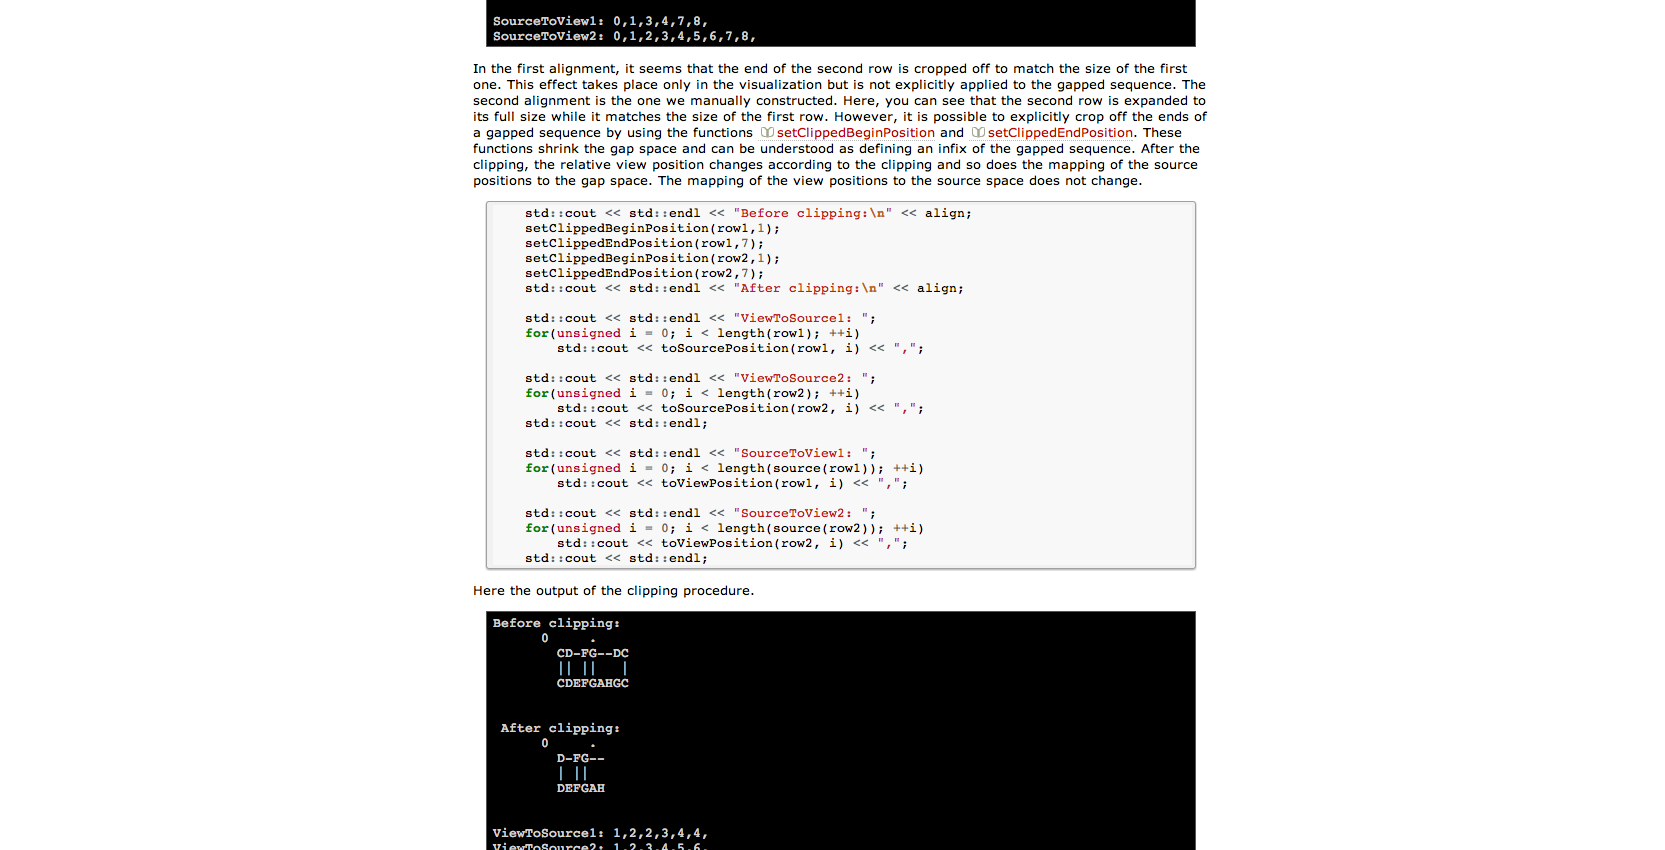 SourceToView1: 0,1,3,4,7,8,
SourceToView2: 0,1,2,3,4,5,6,7,8,
In the first alignment, it seems that the end of the second row is cropped off to match the size of the first
one. This effect takes place only in the visualization but is not explicitly applied to the gapped sequence. The
second alignment is the one we manually constructed. Here, you can see that the second row is expanded to
its full size while it matches the size of the first row. However, it is possible to explicitly crop off the ends of
a gapped sequence by using the functions setClippedBeginPosition and setClippedEndPosition. These
functions shrink the gap space and can be understood as defining an infix of the gapped sequence. After the
clipping, the relative view position changes according to the clipping and so does the mapping of the source
positions to the gap space. The mapping of the view positions to the source space does not change.
std::cout << std::endl << "Before clipping:\n" << align;
setClippedBeginPosition(row1,1);
setClippedEndPosition(row1,7);
setClippedBeginPosition(row2,1);
setClippedEndPosition(row2,7);
std::cout << std::endl << "After clipping:\n" << align;
std::cout << std::endl << "ViewToSource1: ";
for(unsigned i = 0; i < length(row1); ++i)
    std::cout << toSourcePosition(row1, i) << ",";
std::cout << std::endl << "ViewToSource2: ";
for(unsigned i = 0; i < length(row2); ++i)
    std::cout << toSourcePosition(row2, i) << ",";
std::cout << std::endl;
std::cout << std::endl << "SourceToView1: ";
for(unsigned i = 0; i < length(source(row1)); ++i)
    std::cout << toViewPosition(row1, i) << ",";
std::cout << std::endl << "SourceToView2: ";
for(unsigned i = 0; i < length(source(row2)); ++i)
    std::cout << toViewPosition(row2, i) << ",";
std::cout << std::endl;
Here the output of the clipping procedure.
Before clipping:
      0     .
        CD-FG--DC
        || ||   |
        CDEFGAHGC
 After clipping:
      0     .
        D-FG--
        | ||
        DEFGAH
ViewToSource1: 1,2,2,3,4,4,
ViewToSource2: 1,2,3,4,5,6,